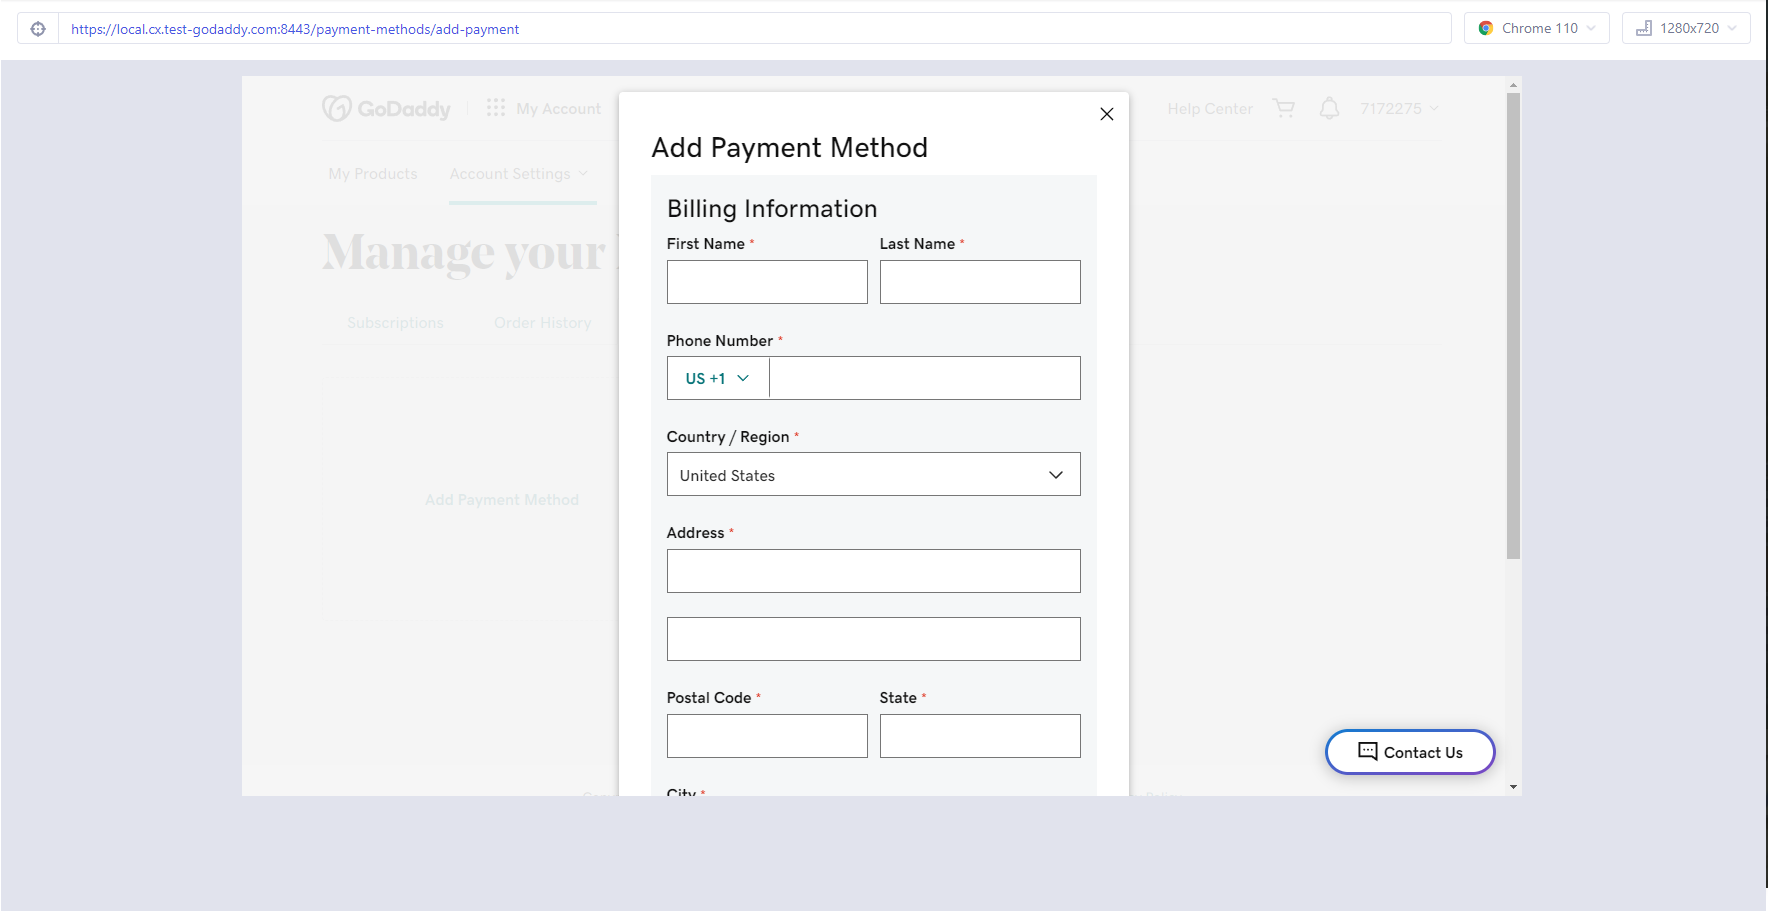 https://local.cx.test-godaddy.com:8443/payment-methods/add-payment
Chrome 110
1280x720
GoDaddy
My Account
Help Center
7172275
My Products
Account Settings
Manage your
Subscriptions
Order History
Add Payment Method
Add Payment Method
Billing Information
First Name *
Last Name *
Phone Number *
US +1
Country / Region *
United States
Address *
Postal Code *
State *
City *
Contact Us